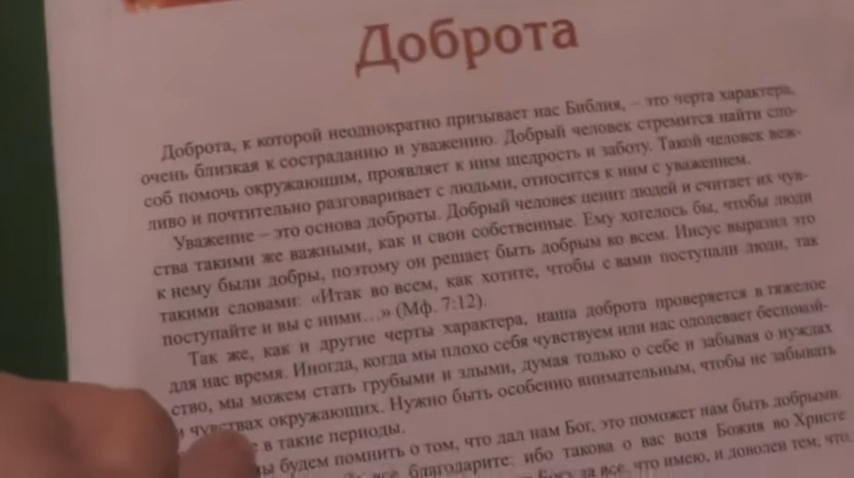 Доброта
Доброта, к которой неоднократно призывает нас Библия, – это черта характера,
очень близкая к состраданию и уважению. Добрый человек стремится найти спо-
соб помочь окружающим, проявляет к ним щедрость и заботу. Такой человек веж-
ливо и почтительно разговаривает с людьми, относится к ним с уважением.
Уважение – это основа доброты. Добрый человек ценит людей и считает их чув-
ства такими же важными, как и свои собственные. Ему хотелось бы, чтобы люди
к нему были добры, поэтому он решает быть добрым ко всем. Иисус выразил это
такими словами: «Итак во всем, как хотите, чтобы с вами поступали люди, так
поступайте и вы с ними…» (Мф. 7:12).
Так же, как и другие черты характера, наша доброта проверяется в тяжелое
для нас время. Иногда, когда мы плохо себя чувствуем или нас одолевает беспокой-
ство, мы можем стать грубыми и злыми, думая только о себе и забывая о нуждах
и чувствах окружающих. Нужно быть особенно внимательным, чтобы не забывать
в такие периоды.
будем помнить о том, что дал нам Бог, это поможет нам быть добрыми.
благодарите: ибо такова о вас воля Божия во Христе
Богу за все, что имею, и доволен тем, что